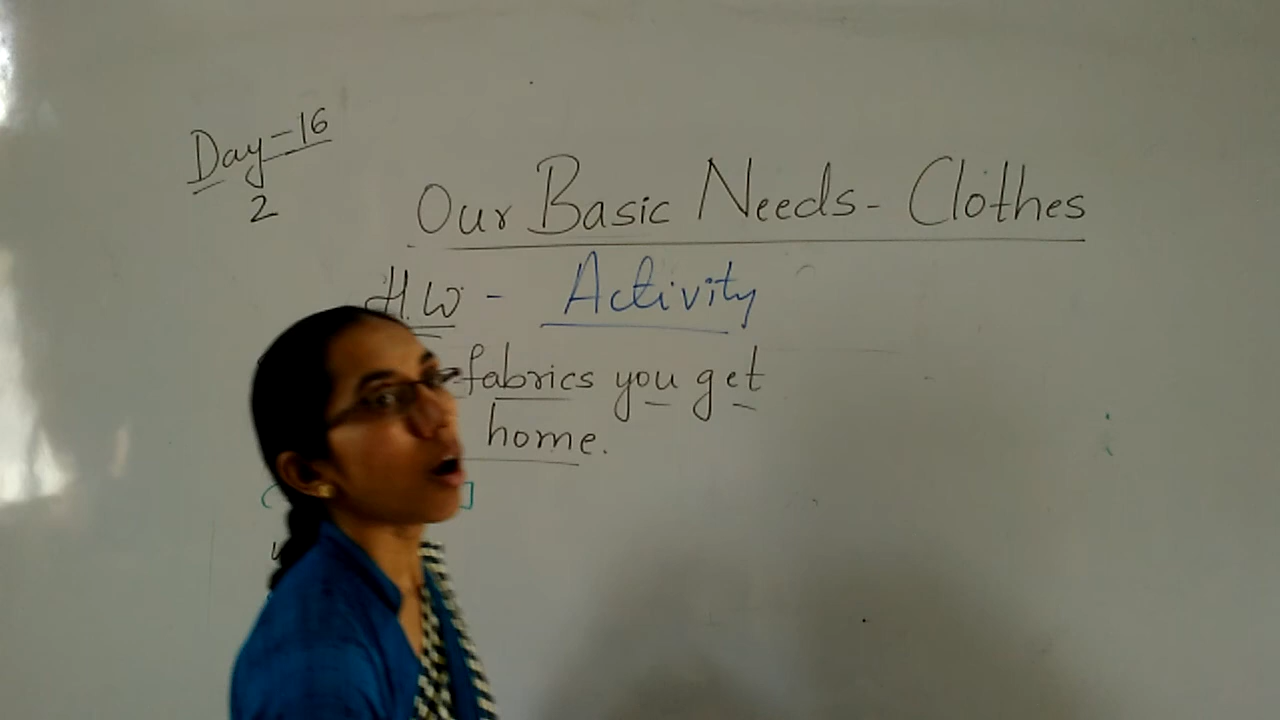 Day-16
2
Our Basic Needs- Clothes
H.W - Activity
fabrics you get
home.